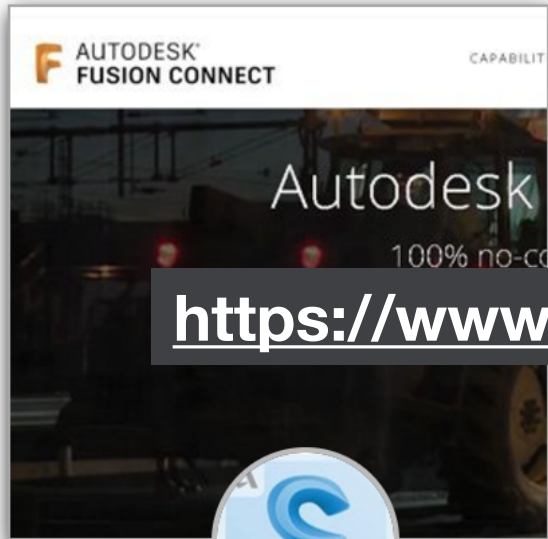 AUTODESK®
FUSION CONNECT
CAPABILIT
Autodesk
100% no-co
https://www
A